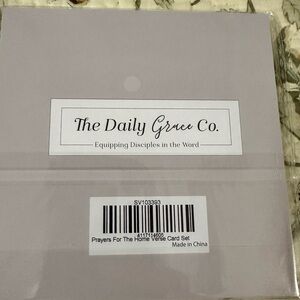 The Daily Grace Co.
Equipping Disciples in the Word
SV103393
4117114605
Prayers For The Home Verse Card Set
Made in China